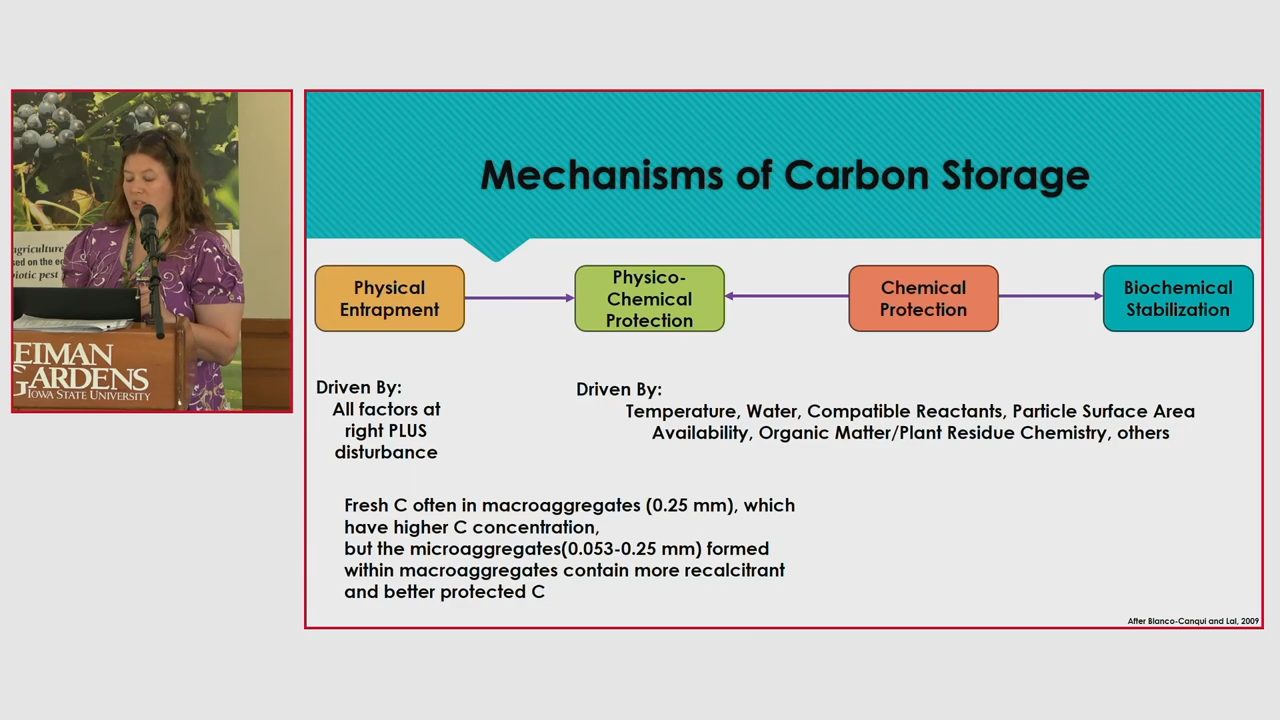 Mechanisms of Carbon Storage
Physical
Entrapment
Physico-
Chemical
Protection
Chemical
Protection
Biochemical
Stabilization
Driven By:
All factors at
right PLUS
disturbance
Driven By:
Temperature, Water, Compatible Reactants, Particle Surface Area
Availability, Organic Matter/Plant Residue Chemistry, others
Fresh C often in macroaggregates (0.25 mm), which
have higher C concentration,
but the microaggregates(0.053-0.25 mm) formed
within macroaggregates contain more recalcitrant
and better protected C
After Blanco-Canqui and Lal, 2009
agriculture
sed on the ec
biotic pest
EIMAN
GARDENS
IOWA STATE UNIVERSITY